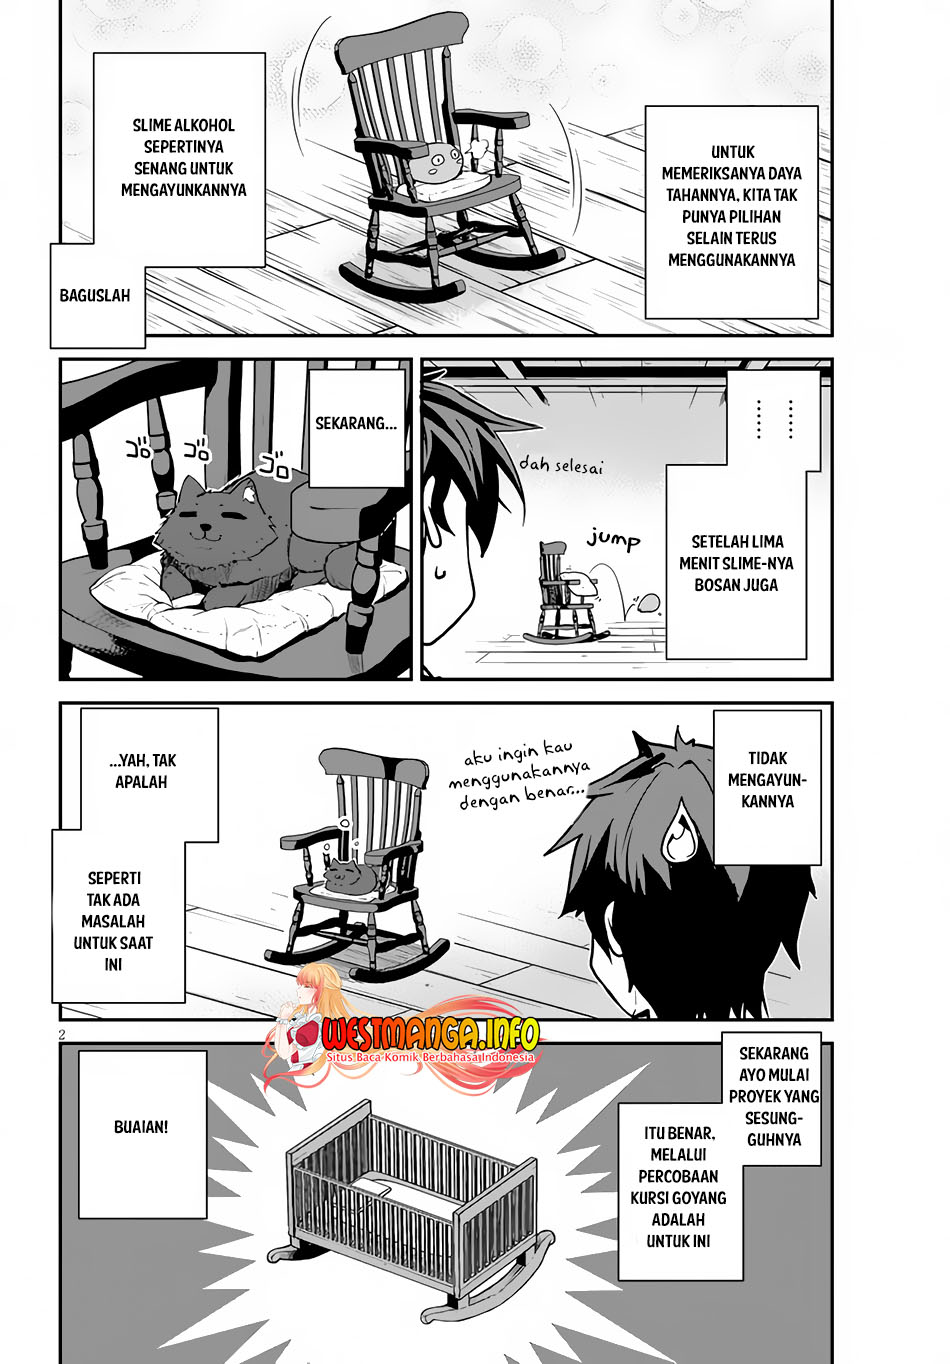 UNTUK
MEMERIKSANYA DAYA
TAHANNYA, KITA TAK
PUNYA PILIHAN
SELAIN TERUS
MENGGUNAKANNYA
SLIME ALKOHOL
SEPERTINYA
SENANG UNTUK
MENGAYUNKANNYA
BAGUSLAH
......
......
SETELAH LIMA
MENIT SLIME-NYA
BOSAN JUGA
dah selesai
jump
SEKARANG...
ゴロ
ゴロ
ゴロ
TIDAK
MENGAYUN-
KANNYA
aku ingin kau
menggunakannya
dengan benar...
...YAH, TAK
APALAH
SEPERTI
TAK ADA
MASALAH
UNTUK SAAT
INI
2
WESTMANGA.INFO
Situs Baca Komik Berbahasa Indonesia
SEKARANG
AYO MULAI
PROYEK YANG
SESUNG-
GUHNYA
ITU BENAR,
MELALUI
PERCOBAAN
KURSI GOYANG
ADALAH
UNTUK INI
BUAIAN!